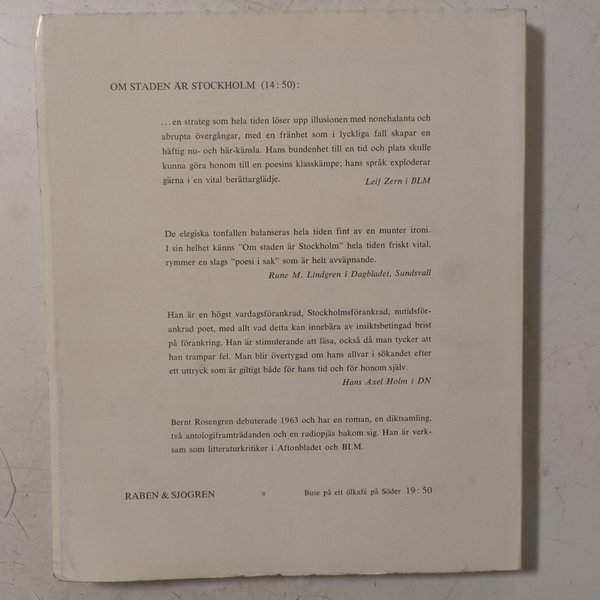 OM STADEN ÄR STOCKHOLM (14:50):
...en strateg som hela tiden löser upp illusionen med nonchalanta och
abrupta övergångar, med en fränhet som i lyckliga fall skapar en
häftig nu- och här-känsla. Hans bundenhet till en tid och plats skulle
kunna göra honom till en poesins klasskämpe; hans språk exploderar
gärna i en vital berättarglädje. Leif Zern i BLM
De elegiska tonfallen balanseras hela tiden fint av en munter ironi.
I sin helhet känns "Om staden är Stockholm" hela tiden friskt vital,
rymmer en slags "poesi i sak" som är helt avväpnande.
Rune M. Lindgren i Dagbladet, Sundsvall
Han är en högst vardagsförankrad, Stockholmsförankrad, nutidsför-
ankrad poet, med allt vad detta kan innebära av insiktsbetingad brist
på förankring. Han är stimulerande att läsa, också då man tycker att
han trampar fel. Man blir övertygad om hans allvar i sökandet efter
ett uttryck som är giltigt både för hans tid och för honom själv.
Hans Axel Holm i DN
Bernt Rosengren debuterade 1963 och har en roman, en diktsamling,
två antologiframträdanden och en radiopjäs bakom sig. Han är verk-
sam som litteraturkritiker i Aftonbladet och BLM.
RABÉN & SJÖGREN 6 Buse på ett ölkafé på Söder 19:50